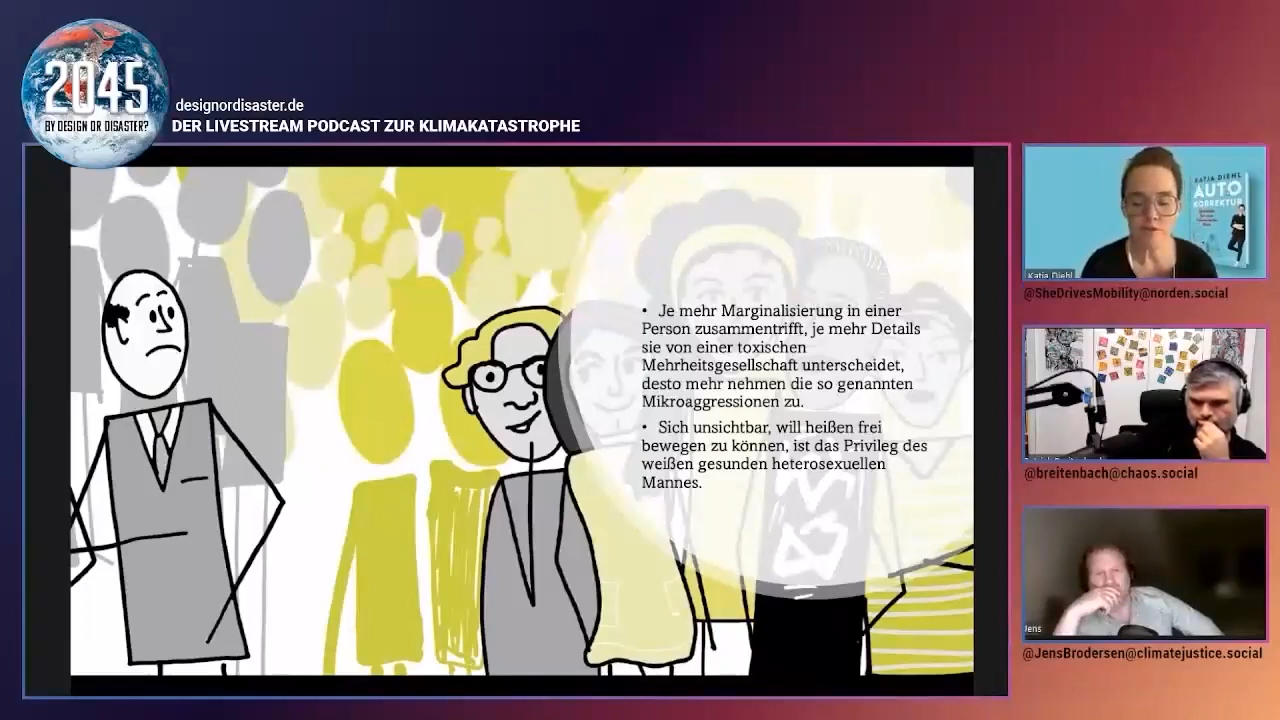 2045
BY DESIGN OR DISASTER?
designordisaster.de
DER LIVESTREAM PODCAST ZUR KLIMAKATASTROPHE
• Je mehr Marginalisierung in einer
Person zusammentrifft, je mehr Details
sie von einer toxischen
Mehrheitsgesellschaft unterscheidet,
desto mehr nehmen die so genannten
Mikroaggressionen zu.
• Sich unsichtbar, will heißen frei
bewegen zu können, ist das Privileg des
weißen gesunden heterosexuellen
Mannes.
KATJA DIEHL
AUTO
KORREKTUR
Katja Diehl
@SheDrivesMobility@norden.social
@breitenbach@chaos.social
Jens
@JensBrodersen@climatejustice.social